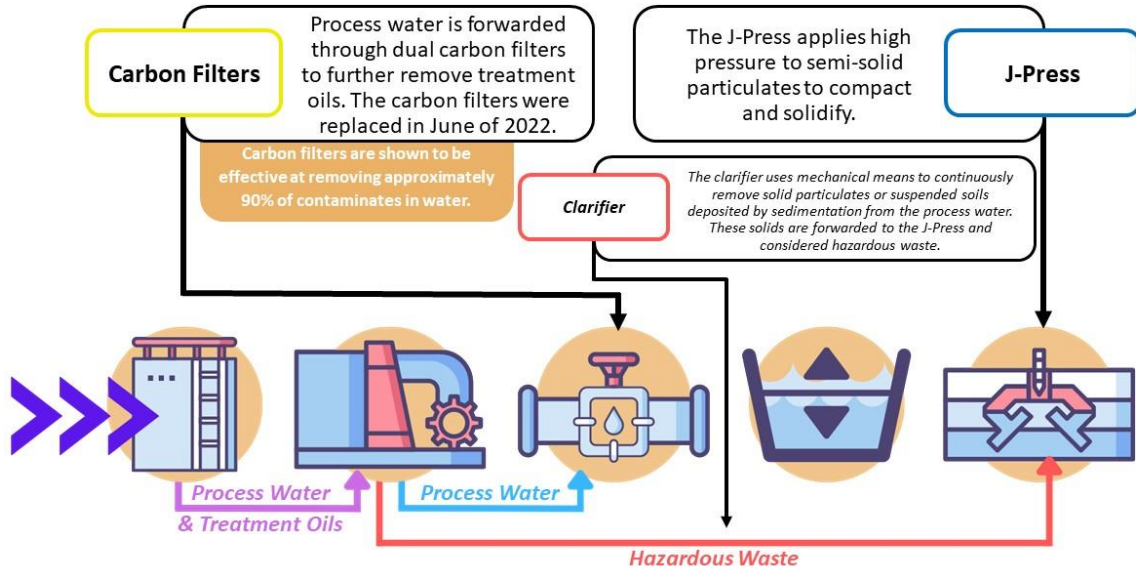 Carbon Filters
Process water is forwarded
through dual carbon filters
to further remove treatment
oils. The carbon filters were
replaced in June of 2022.
Carbon filters are shown to be
effective at removing approximately
90% of contaminates in water.
The J-Press applies high
pressure to semi-solid
particulates to compact
and solidify.
J-Press
Clarifier
The clarifier uses mechanical means to continuously
remove solid particulates or suspended soils
deposited by sedimentation from the process water.
These solids are forwarded to the J-Press and
considered hazardous waste.
Process Water
& Treatment Oils
Process Water
Hazardous Waste